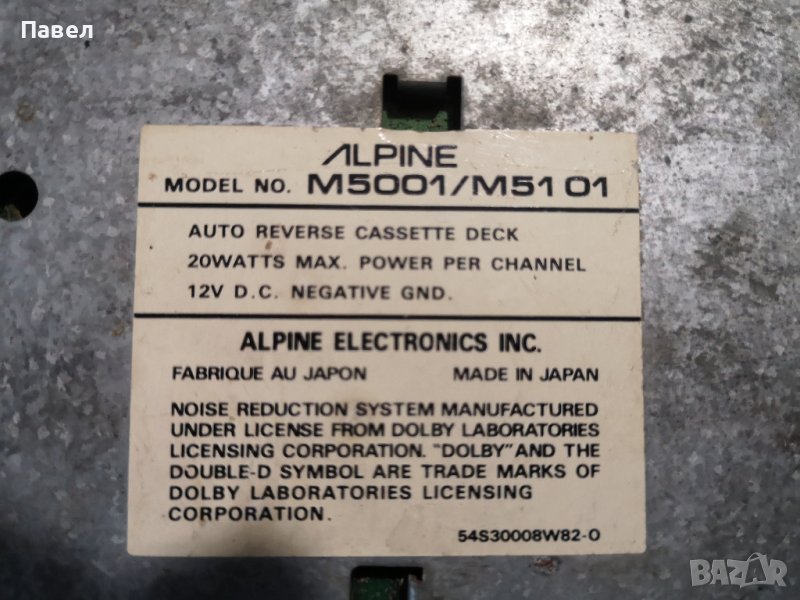 Павел
ALPINE
MODEL NO. M5001/M5101
AUTO REVERSE CASSETTE DECK
20WATTS MAX. POWER PER CHANNEL
12V D.C. NEGATIVE GND.
ALPINE ELECTRONICS INC.
FABRIQUE AU JAPON MADE IN JAPAN
NOISE REDUCTION SYSTEM MANUFACTURED
UNDER LICENSE FROM DOLBY LABORATORIES
LICENSING CORPORATION. "DOLBY" AND THE
DOUBLE-D SYMBOL ARE TRADE MARKS OF
DOLBY LABORATORIES LICENSING
CORPORATION.
54S30008W82-0
BAZAR